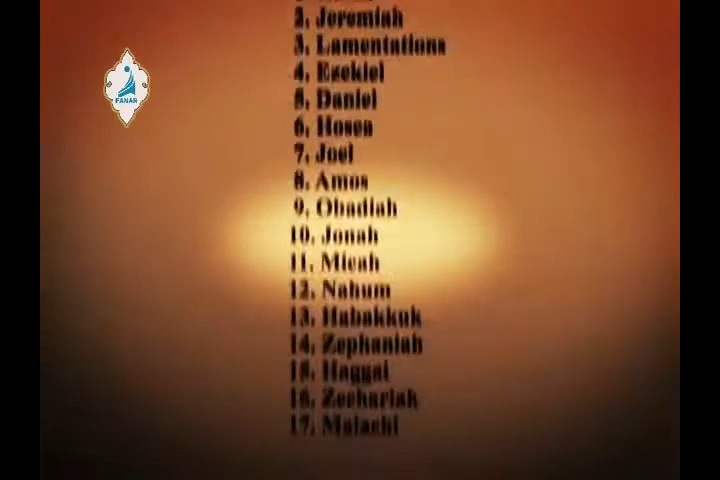 2. Jeremiah
3. Lamentations
FANAR
4. Ezekiel
5. Daniel
6. Hosea
7. Joel
8. Amos
9. Obadiah
10. Jonah
11. Micah
12. Nahum
13. Habakkuk
14. Zephaniah
15. Haggai
16. Zechariah
17. Malachi